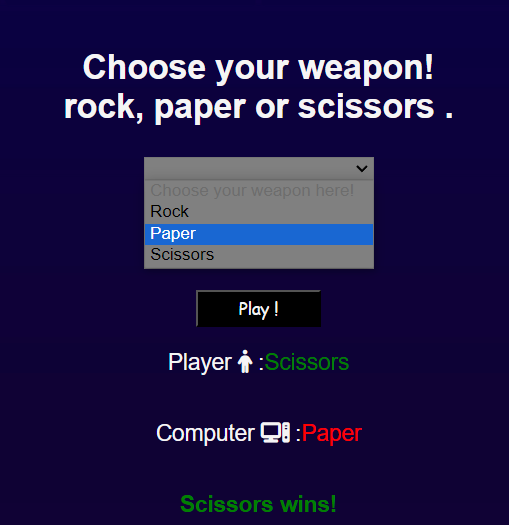 Choose your weapon!
rock, paper or scissors .
Choose your weapon here!
Rock
Paper
Scissors
Play !
Player :Scissors
Computer :Paper
Scissors wins!